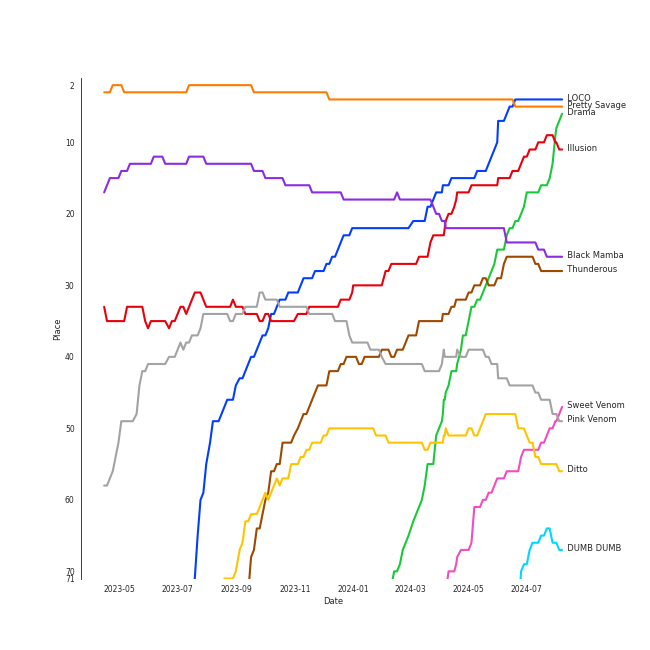 2
10
20
30
40
50
60
70
71
Place
LOCO
Pretty Savage
Drama
Illusion
Black Mamba
Thunderous
Sweet Venom
Pink Venom
Ditto
DUMB DUMB
2023-05 2023-07 2023-09 2023-11 2024-01 2024-03 2024-05 2024-07
Date